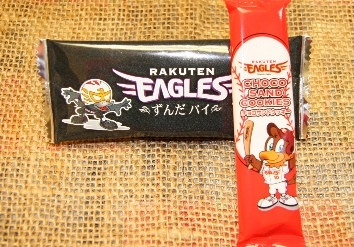 RAKUTEN
EAGLES
ずんだ パイ
RAKUTEN
EAGLES
CHOCO
SAND
COOKIES